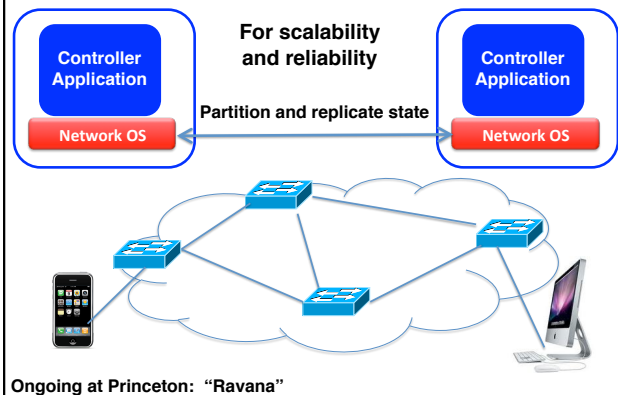 For scalability
and reliability
Controller
Application
Controller
Application
Partition and replicate state
Network OS
Network OS
Ongoing at Princeton: “Ravana”